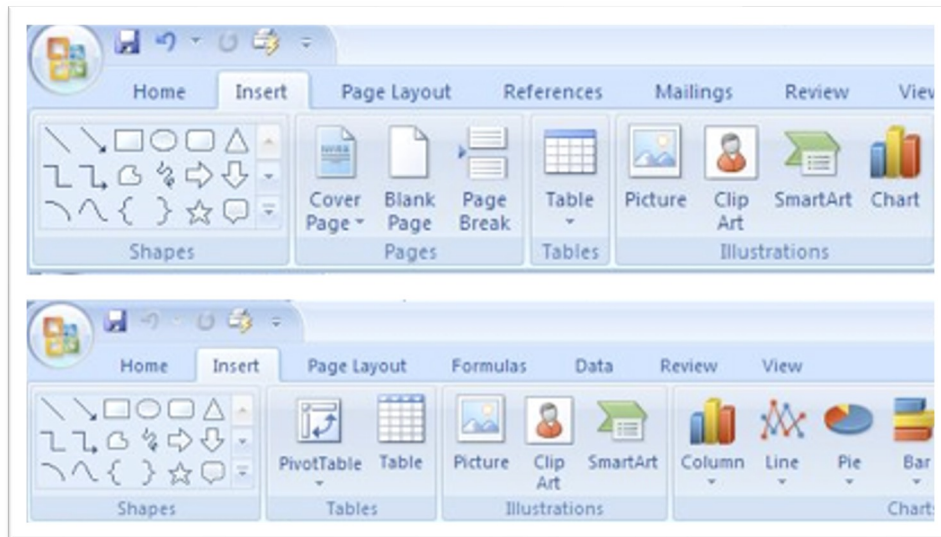 Home Insert Page Layout References Mailings Review View
Cover Page Blank Page Page Break Table Picture Clip Art SmartArt Chart
Shapes Pages Tables Illustrations
Home Insert Page Layout Formulas Data Review View
PivotTable Table Picture Clip Art SmartArt Column Line Pie Bar
Shapes Tables Illustrations Charts